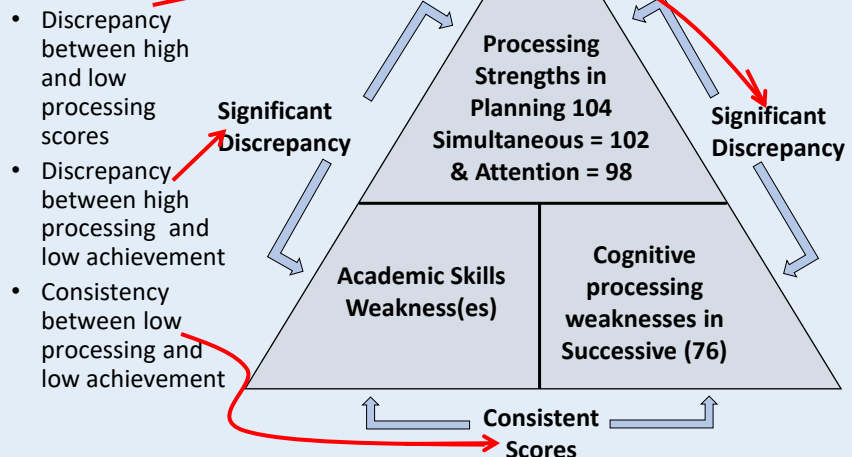 • Discrepancy
between high
and low
processing
scores
• Discrepancy
between high
processing and
low achievement
• Consistency
between low
processing and
low achievement
Significant
Discrepancy
Processing
Strengths in
Planning 104
Simultaneous = 102
& Attention = 98
Significant
Discrepancy
Academic Skills
Weakness(es)
Cognitive
processing
weaknesses in
Successive (76)
Consistent
Scores